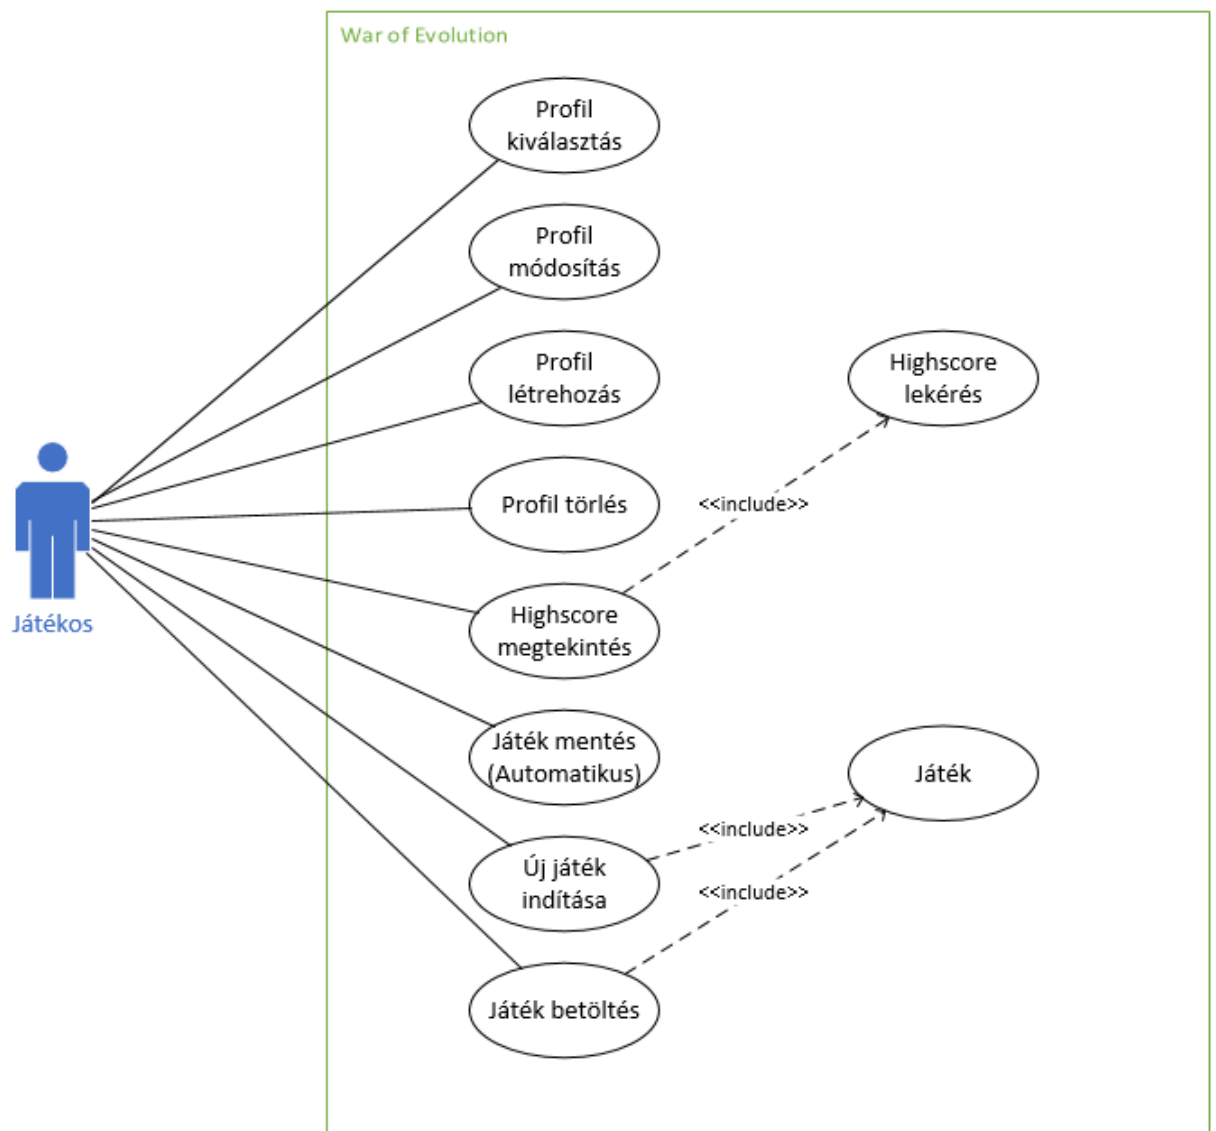 War of Evolution
Profil
kiválasztás
Profil
módosítás
Profil
létrehozás
Highscore
lekérés
Profil törlés
<<include>>
Játékos
Highscore
megtekintés
Játék mentés
(Automatikus)
Játék
<<include>>
Új játék
indítása
<<include>>
Játék betöltés